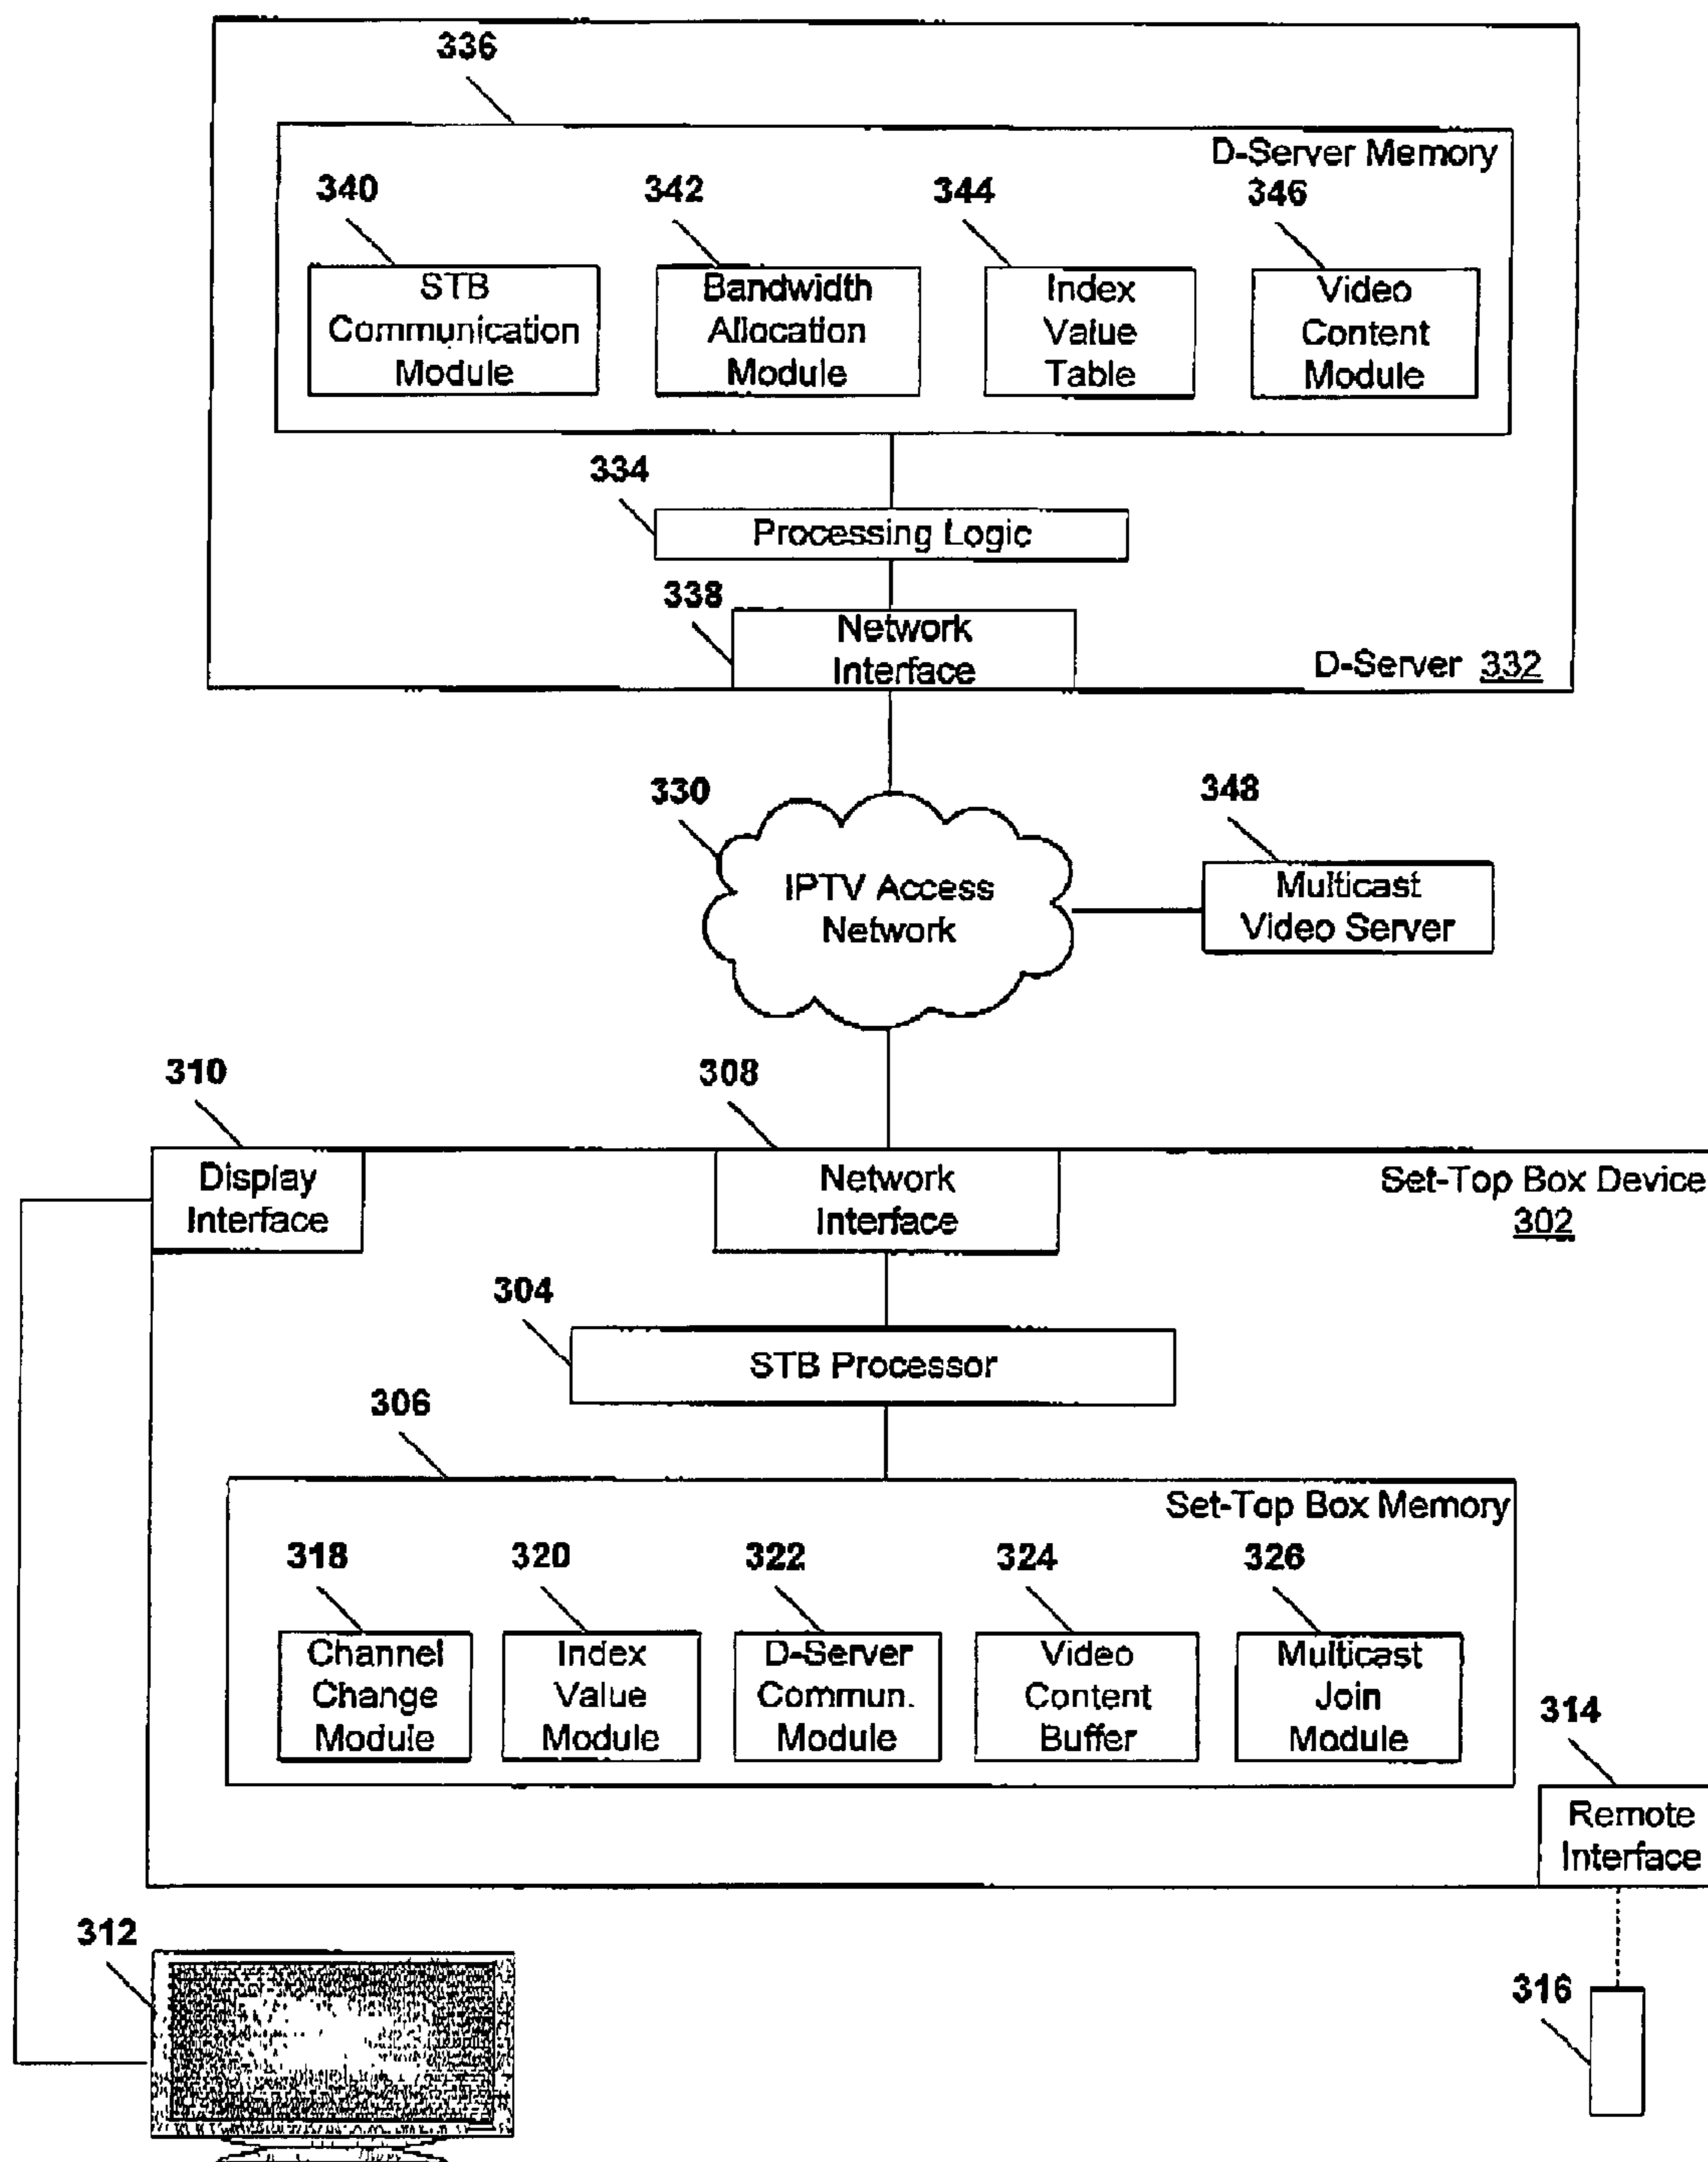 336
D-Server Memory
340
342
344
346
STB
Communication
Module
Bandwidth
Allocation
Module
Index
Value
Table
Video
Content
Module
334
Processing Logic
338
Network
Interface
D-Server 332
330
348
IPTV Access
Network
Multicast
Video Server
310
308
Display
Interface
Network
Interface
Set-Top Box Device
302
304
STB Processor
306
Set-Top Box Memory
318
320
322
324
326
Channel
Change
Module
Index
Value
Module
D-Server
Commun.
Module
Video
Content
Buffer
Multicast
Join
Module
314
Remote
Interface
312
316